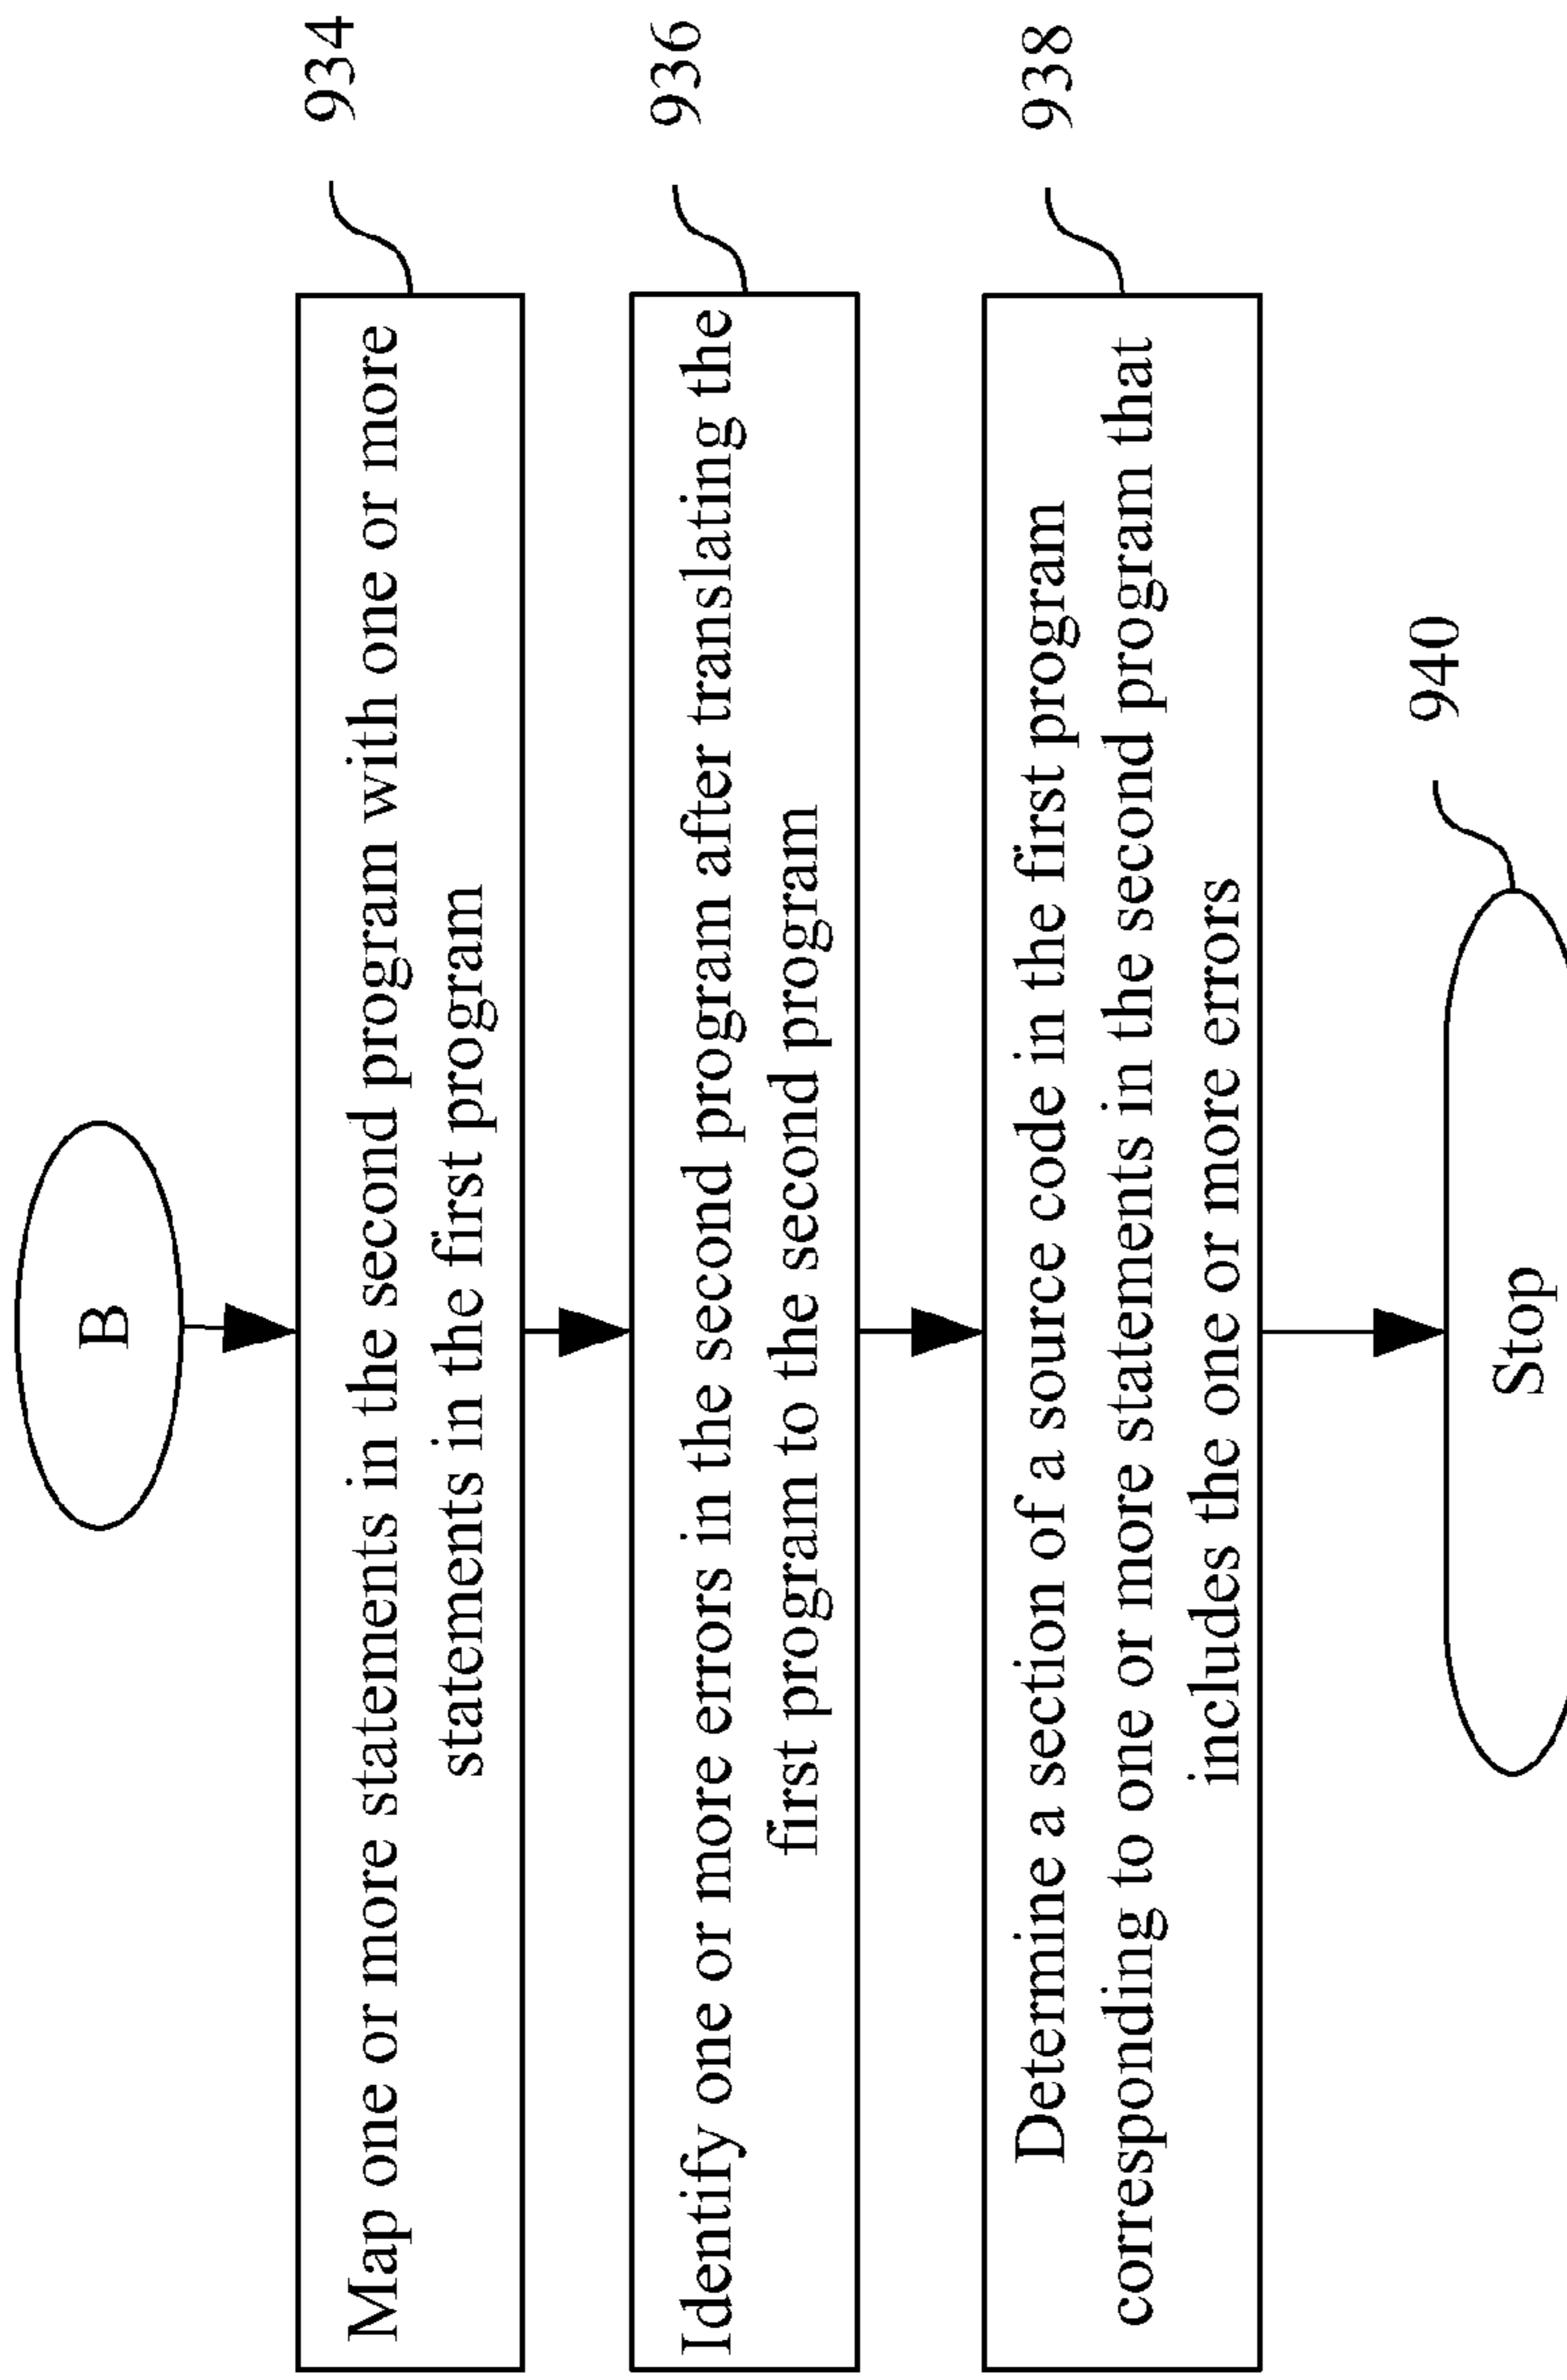 B
934
Map one or more statements in the second program with one or more
statements in the first program
936
Identify one or more errors in the second program after translating the
first program to the second program
938
Determine a section of a source code in the first program
corresponding to one or more statements in the second program that
includes the one or more errors
940
Stop